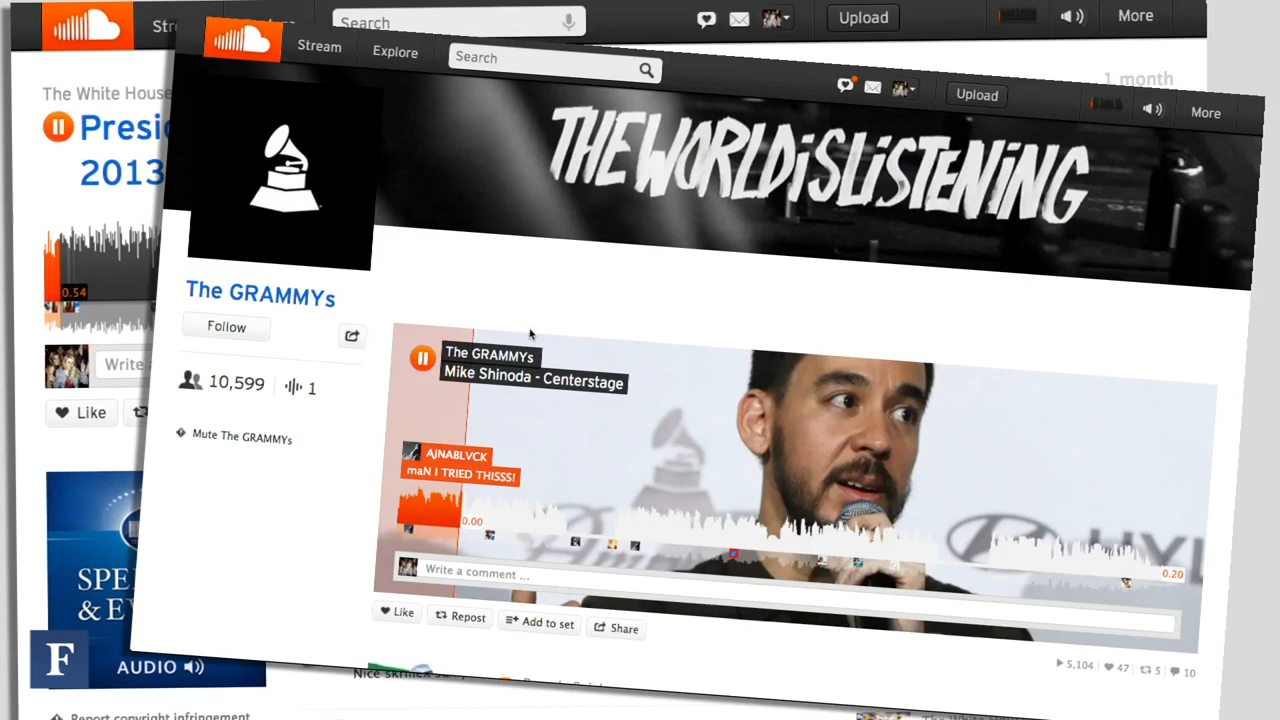 Search
Upload
More
1 month
The White House
Presi
2013
0.54
Write
Like
SPE
& E
AUDIO
F
Report copyright infringement
Stream
Explore
Search
Upload
More
THEWORLDiSLiSTENiNG
The GRAMMYs
Follow
10,599
1
Mute The GRAMMYs
The GRAMMYs
Mike Shinoda - Centerstage
AJNABLVCK
maN I TRIED THISSS!
0.00
0.20
Write a comment ...
Like
Repost
Add to set
Share
5,104
47
5
10